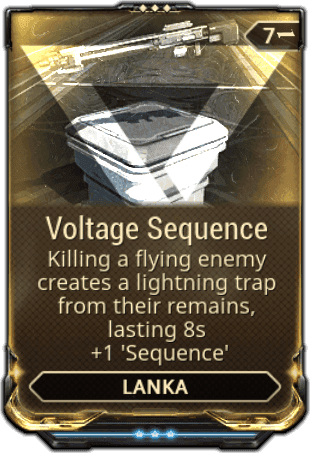 7
Voltage Sequence
Killing a flying enemy
creates a lightning trap
from their remains,
lasting 8s
+1 'Sequence'
LANKA